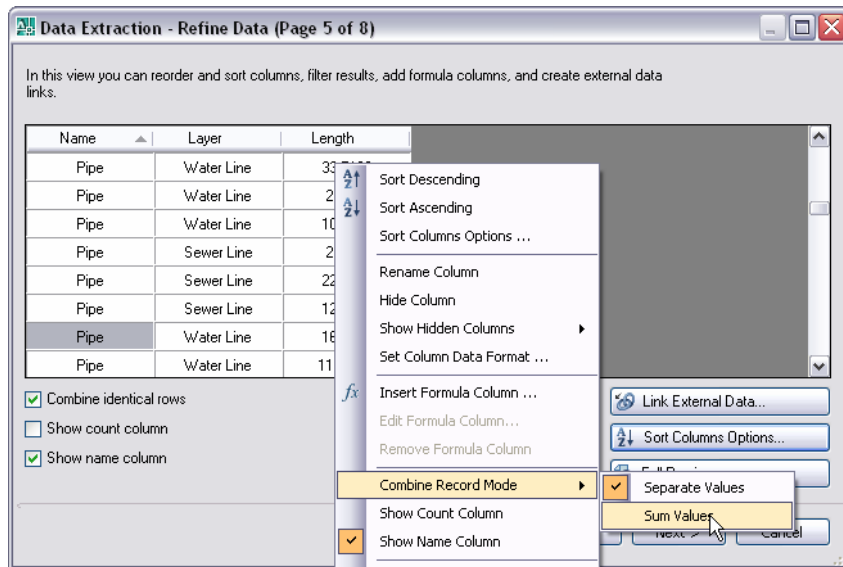 Data Extraction - Refine Data (Page 5 of 8)
In this view you can reorder and sort columns, filter results, add formula columns, and create external data
links.
Name Layer Length
Pipe Water Line
Pipe Water Line
Pipe Water Line
Pipe Sewer Line
Pipe Sewer Line
Pipe Sewer Line
Pipe Water Line
Pipe Water Line
Sort Descending
Sort Ascending
Sort Columns Options ...
Rename Column
Hide Column
Show Hidden Columns
Set Column Data Format ...
fx Insert Formula Column ...
Edit Formula Column...
Remove Formula Column
Combine Record Mode
Show Count Column
Show Name Column
Separate Values
Sum Values
Combine identical rows
Show count column
Show name column
Link External Data...
Sort Columns Options...
Next >
Cancel